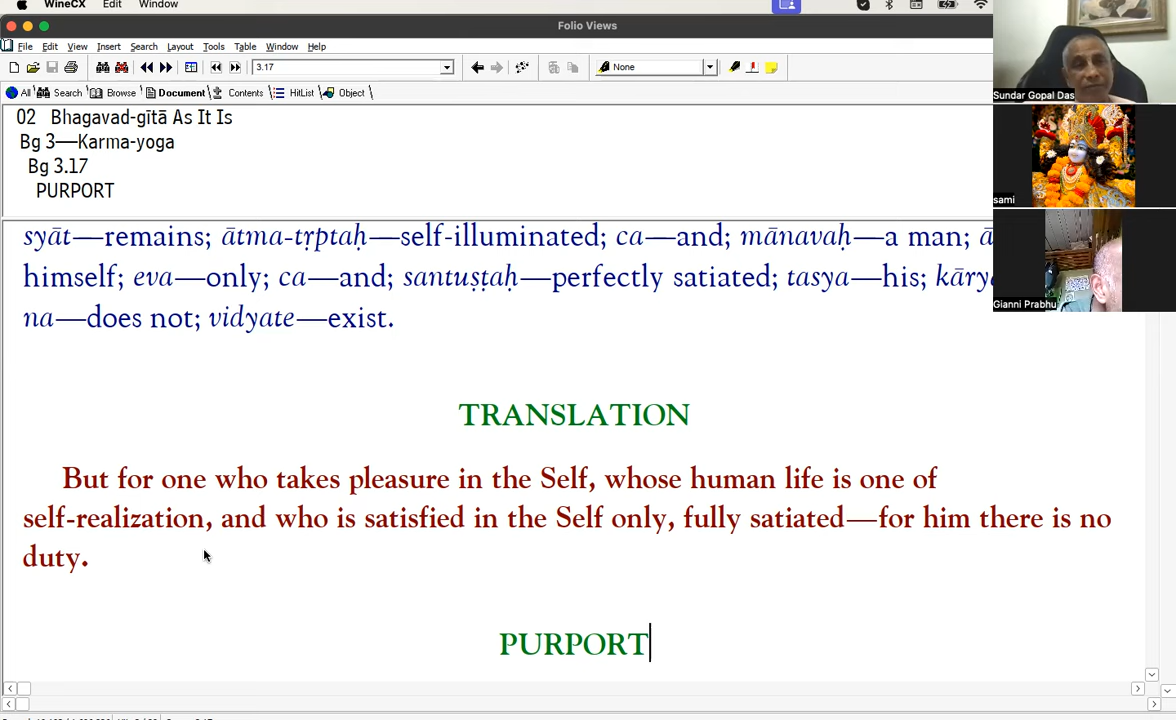 WineCX Edit Window
Folio Views
File Edit View Insert Search Layout Tools Table Window Help
3.17
None
All Search Browse Document Contents HitList Object
02 Bhagavad-gītā As It Is
Bg 3—Karma-yoga
Bg 3.17
PURPORT
syāt—remains; ātma-tṛptaḥ—self-illuminated; ca—and; mānavaḥ—a man;
himself; eva—only; ca—and; santuṣṭaḥ—perfectly satiated; tasya—his;
na—does not; vidyate—exist.
TRANSLATION
But for one who takes pleasure in the Self, whose human life is one of
self-realization, and who is satisfied in the Self only, fully satiated—for him there is no
duty.
PURPORT
Sundar Gopal Das
sami
Gianni Prabhu